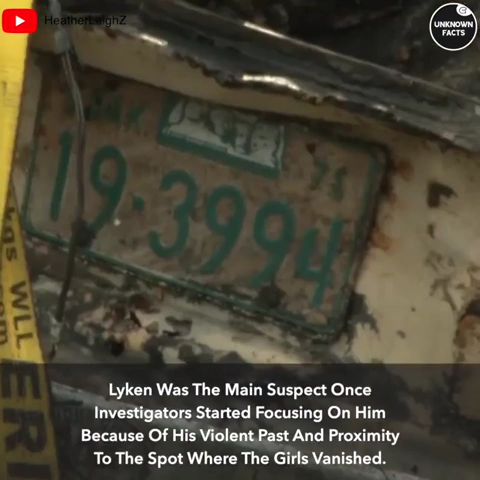 HeatherLeighZ
UNKNOWN
FACTS
19·3994
Lyken Was The Main Suspect Once
Investigators Started Focusing On Him
Because Of His Violent Past And Proximity
To The Spot Where The Girls Vanished.